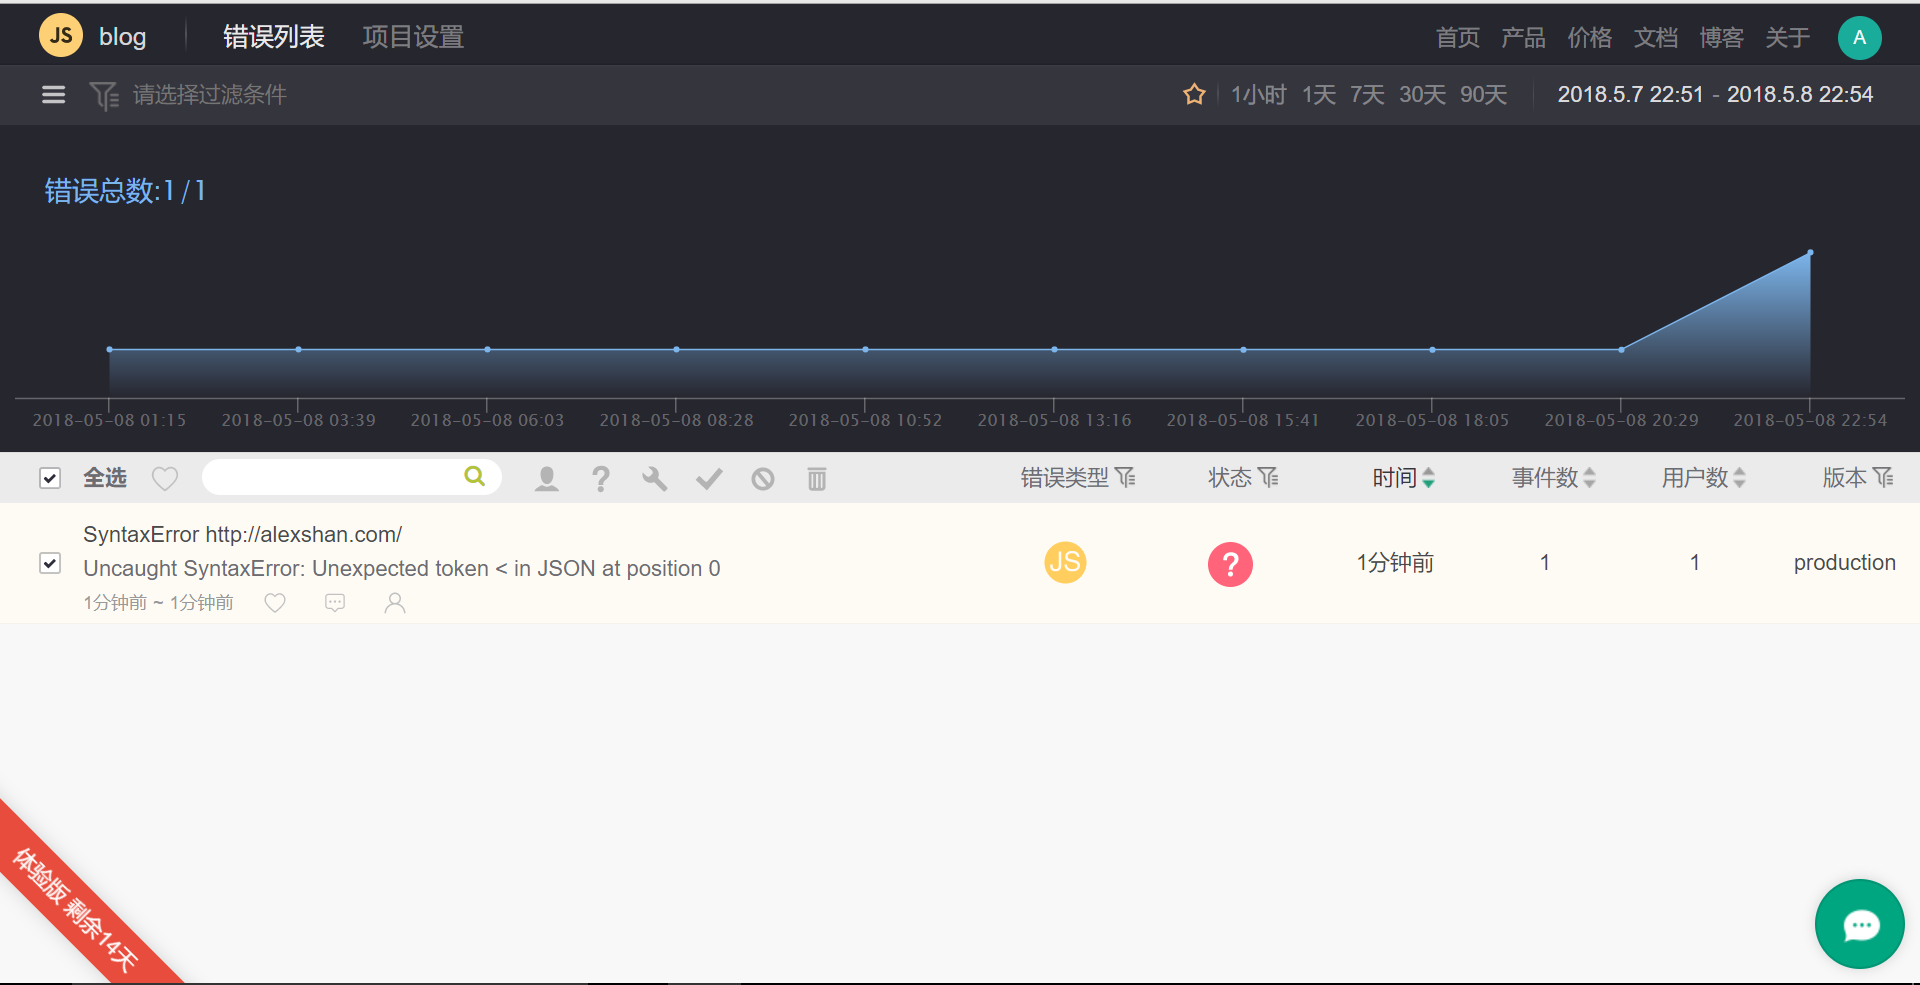 JS blog 错误列表 项目设置 首页 产品 价格 文档 博客 关于 A
请选择过滤条件 1小时 1天 7天 30天 90天 2018.5.7 22:51 - 2018.5.8 22:54
错误总数:1 / 1
2018-05-08 01:15 2018-05-08 03:39 2018-05-08 06:03 2018-05-08 08:28 2018-05-08 10:52 2018-05-08 13:16 2018-05-08 15:41 2018-05-08 18:05 2018-05-08 20:29 2018-05-08 22:54
全选 错误类型 状态 时间 事件数 用户数 版本
SyntaxError http://alexshan.com/
Uncaught SyntaxError: Unexpected token < in JSON at position 0
JS ? 1分钟前 1 1 production
1分钟前 ~ 1分钟前
体验版 剩余14天